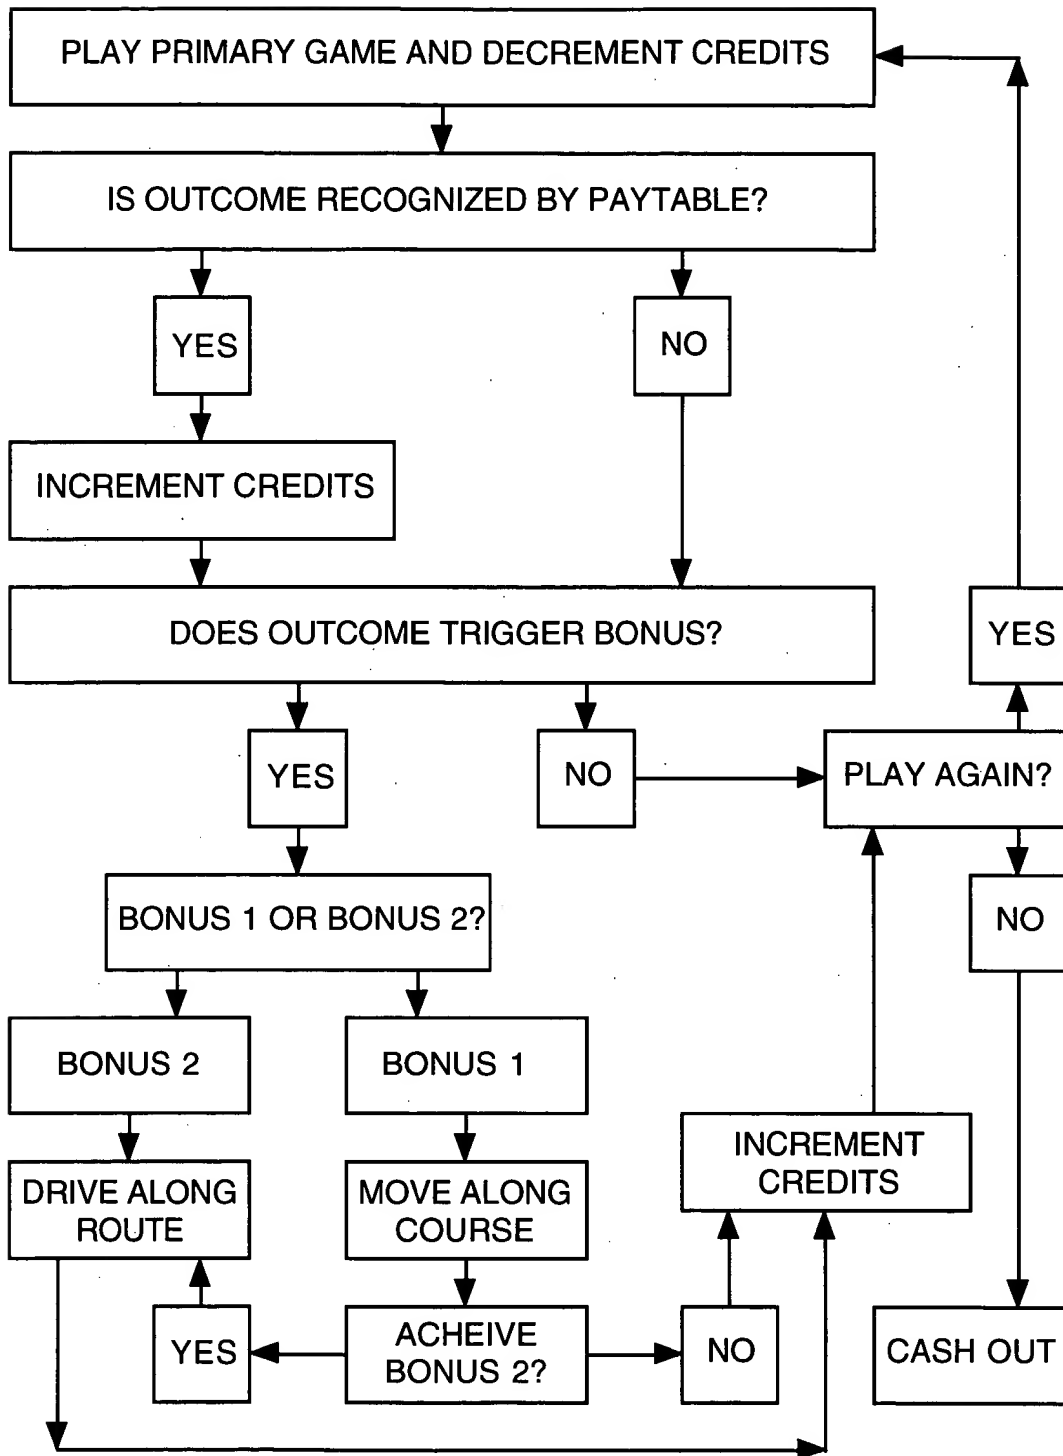 PLAY PRIMARY GAME AND DECREMENT CREDITS
IS OUTCOME RECOGNIZED BY PAYTABLE?
YES
NO
INCREMENT CREDITS
DOES OUTCOME TRIGGER BONUS?
YES
YES
NO
PLAY AGAIN?
BONUS 1 OR BONUS 2?
NO
BONUS 2
BONUS 1
INCREMENT
CREDITS
DRIVE ALONG
ROUTE
MOVE ALONG
COURSE
YES
ACHEIVE
BONUS 2?
NO
CASH OUT